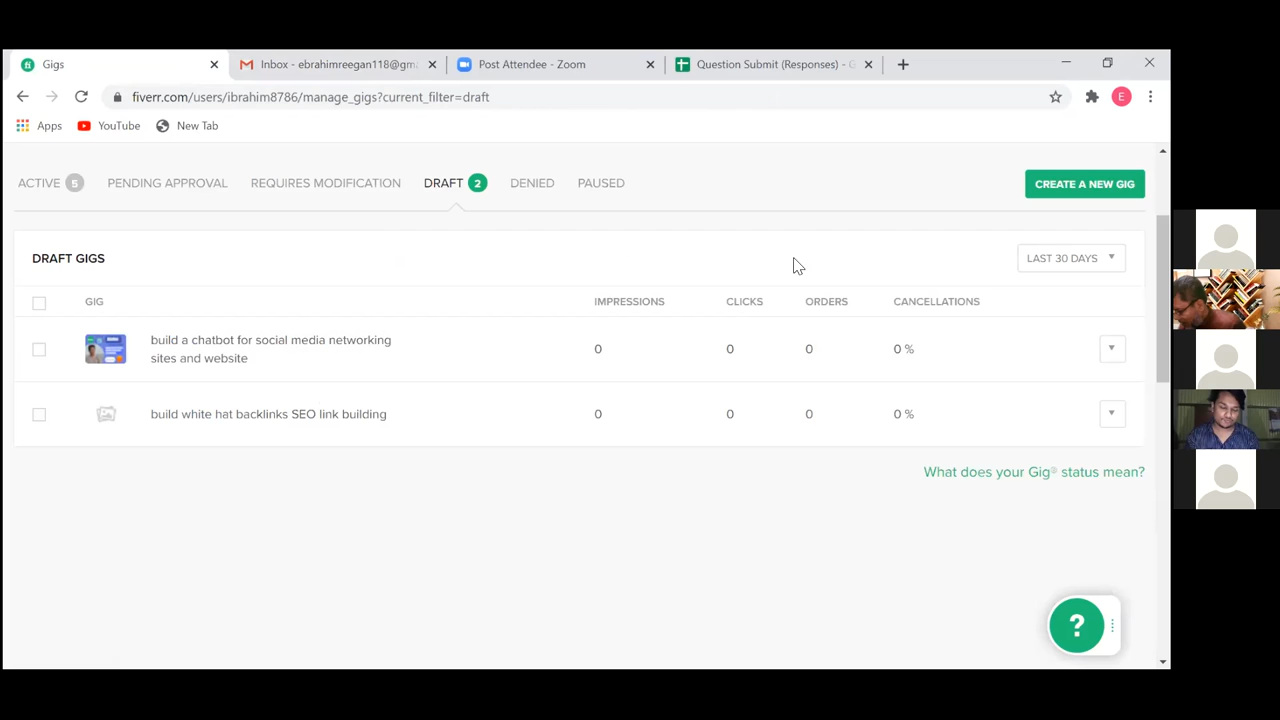 Gigs
Inbox - ebrahimreegan118@gm
Post Attendee - Zoom
Question Submit (Responses) - G
fiverr.com/users/ibrahim8786/manage_gigs?current_filter=draft
E
Apps
YouTube
New Tab
ACTIVE 5
PENDING APPROVAL
REQUIRES MODIFICATION
DRAFT 2
DENIED
PAUSED
CREATE A NEW GIG
DRAFT GIGS
LAST 30 DAYS
GIG IMPRESSIONS CLICKS ORDERS CANCELLATIONS
build a chatbot for social media networking
sites and website
0 0 0 0 %
build white hat backlinks SEO link building 0 0 0 0 %
What does your Gig® status mean?
?